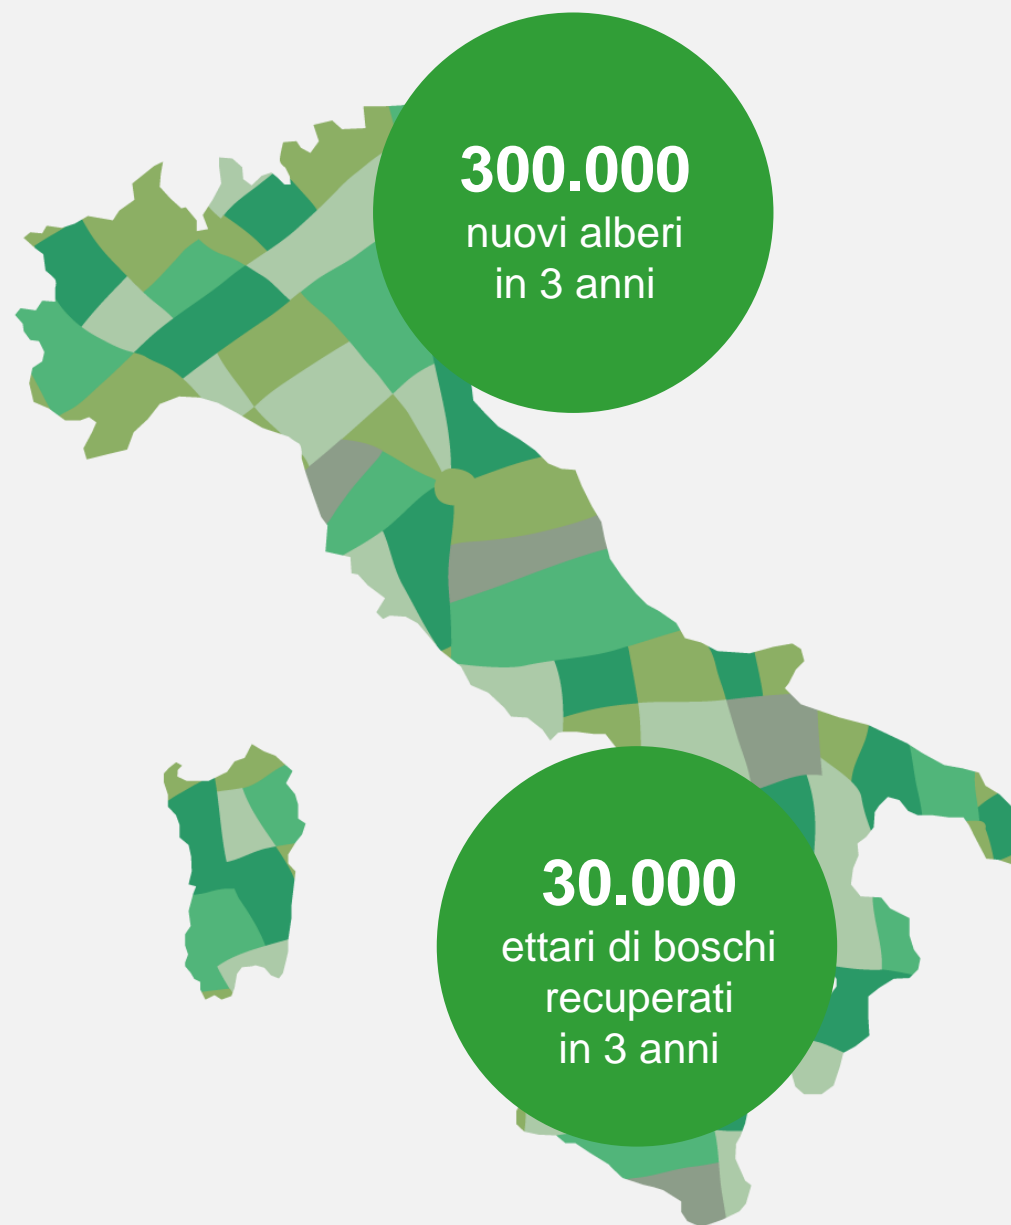 300.000
nuovi alberi
in 3 anni
30.000
ettari di boschi
recuperati
in 3 anni